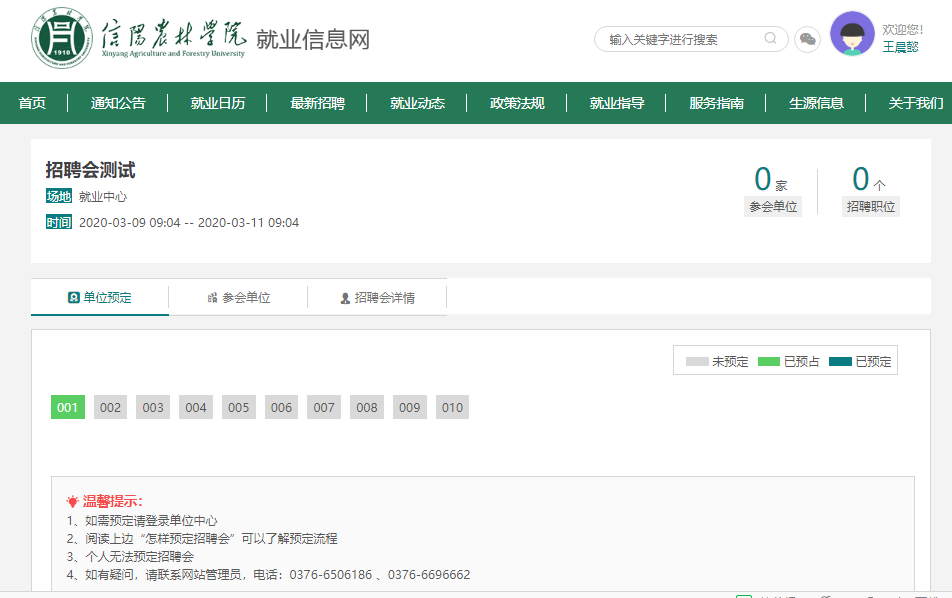 信阳农林学院 就业信息网
Xinyang Agriculture and Forestry University
1910
输入关键字进行搜索
欢迎您!
王晨懿
首页 通知公告 就业日历 最新招聘 就业动态 政策法规 就业指导 服务指南 生源信息 关于我们
招聘会测试
场地 就业中心
时间 2020-03-09 09:04 -- 2020-03-11 09:04
0 家
参会单位
0 个
招聘职位
单位预定 参会单位 招聘会详情
未预定 已预占 已预定
001 002 003 004 005 006 007 008 009 010
温馨提示：
1、如需预定请登录单位中心
2、阅读上边“怎样预定招聘会”可以了解预定流程
3、个人无法预定招聘会
4、如有疑问，请联系网站管理员，电话：0376-6506186 、0376-6696662